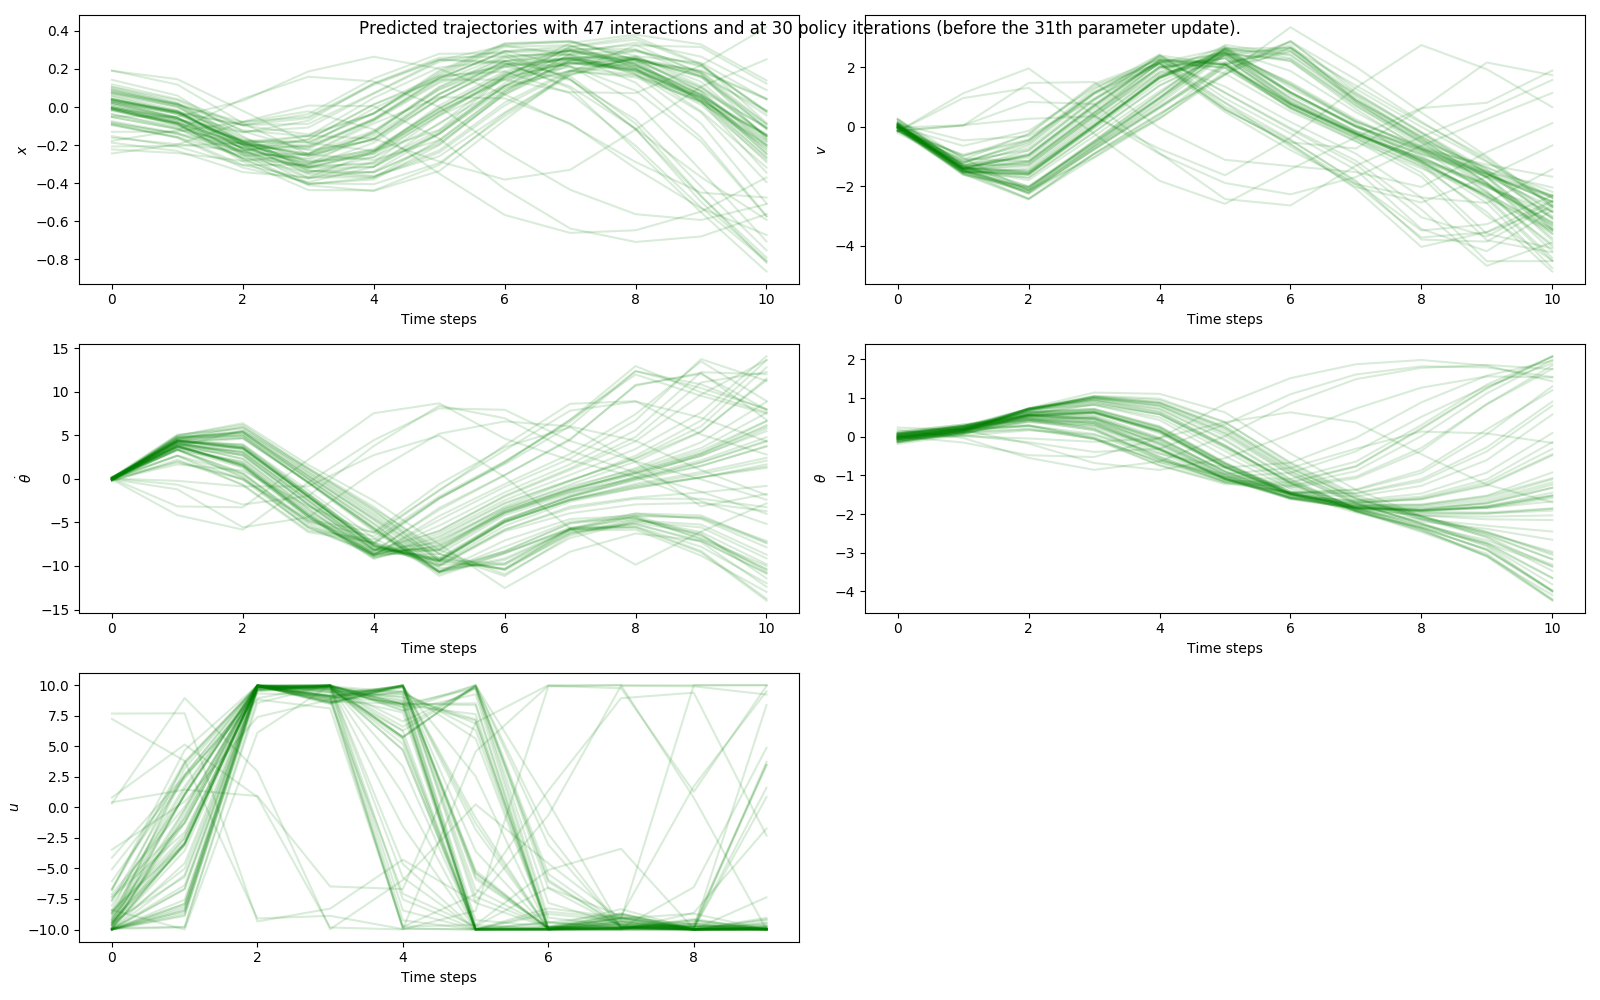 Predicted trajectories with 47 interactions and at 30 policy iterations (before the 31th parameter update).
0.4
0.2
0.0
−0.2
−0.4
−0.6
−0.8
x
0 2 4 6 8 10
Time steps
2
0
−2
−4
v
0 2 4 6 8 10
Time steps
15
10
5
0
−5
−10
−15
θ̇
0 2 4 6 8 10
Time steps
2
1
0
−1
−2
−3
−4
θ
0 2 4 6 8 10
Time steps
10.0
7.5
5.0
2.5
0.0
−2.5
−5.0
−7.5
−10.0
u
0 2 4 6 8
Time steps